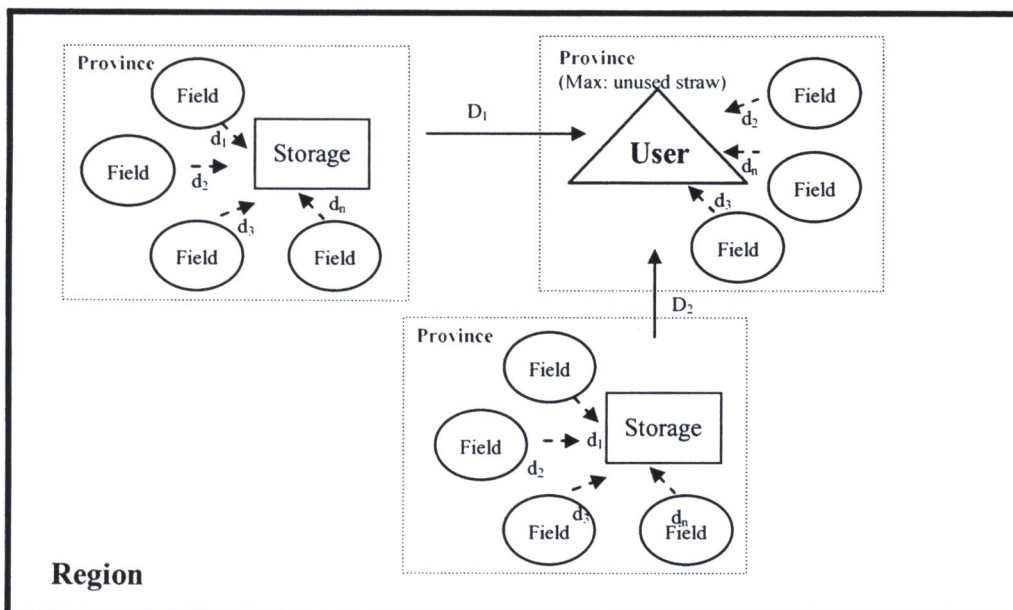 Province
Field
d₁
Field
d₂
Storage
d₃
dₙ
Field
Field
D₁
Province
(Max: unused straw)
User
Field
d₂
dₙ
Field
d₃
Field
D₂
Province
Field
Field
d₁
d₂
Storage
d₃
dₙ
Field
Field
Region